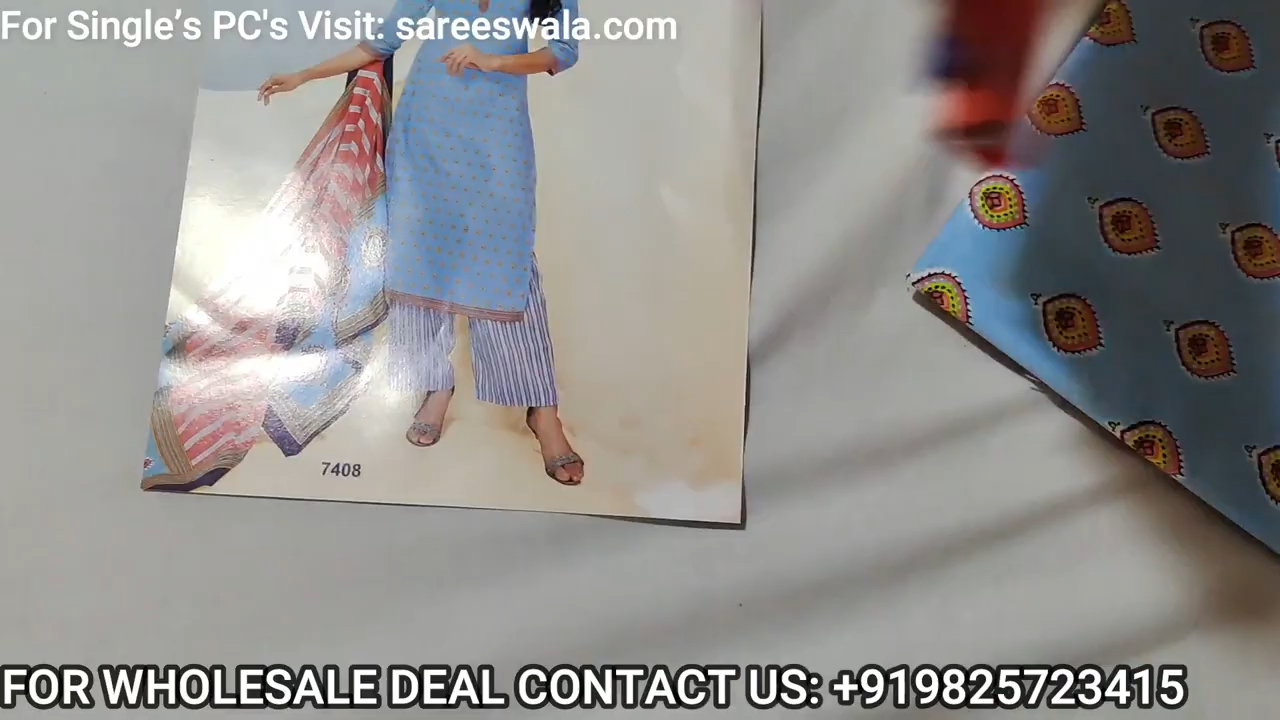 For Single’s PC's Visit: sareeswala.com
7408
FOR WHOLESALE DEAL CONTACT US: +919825723415